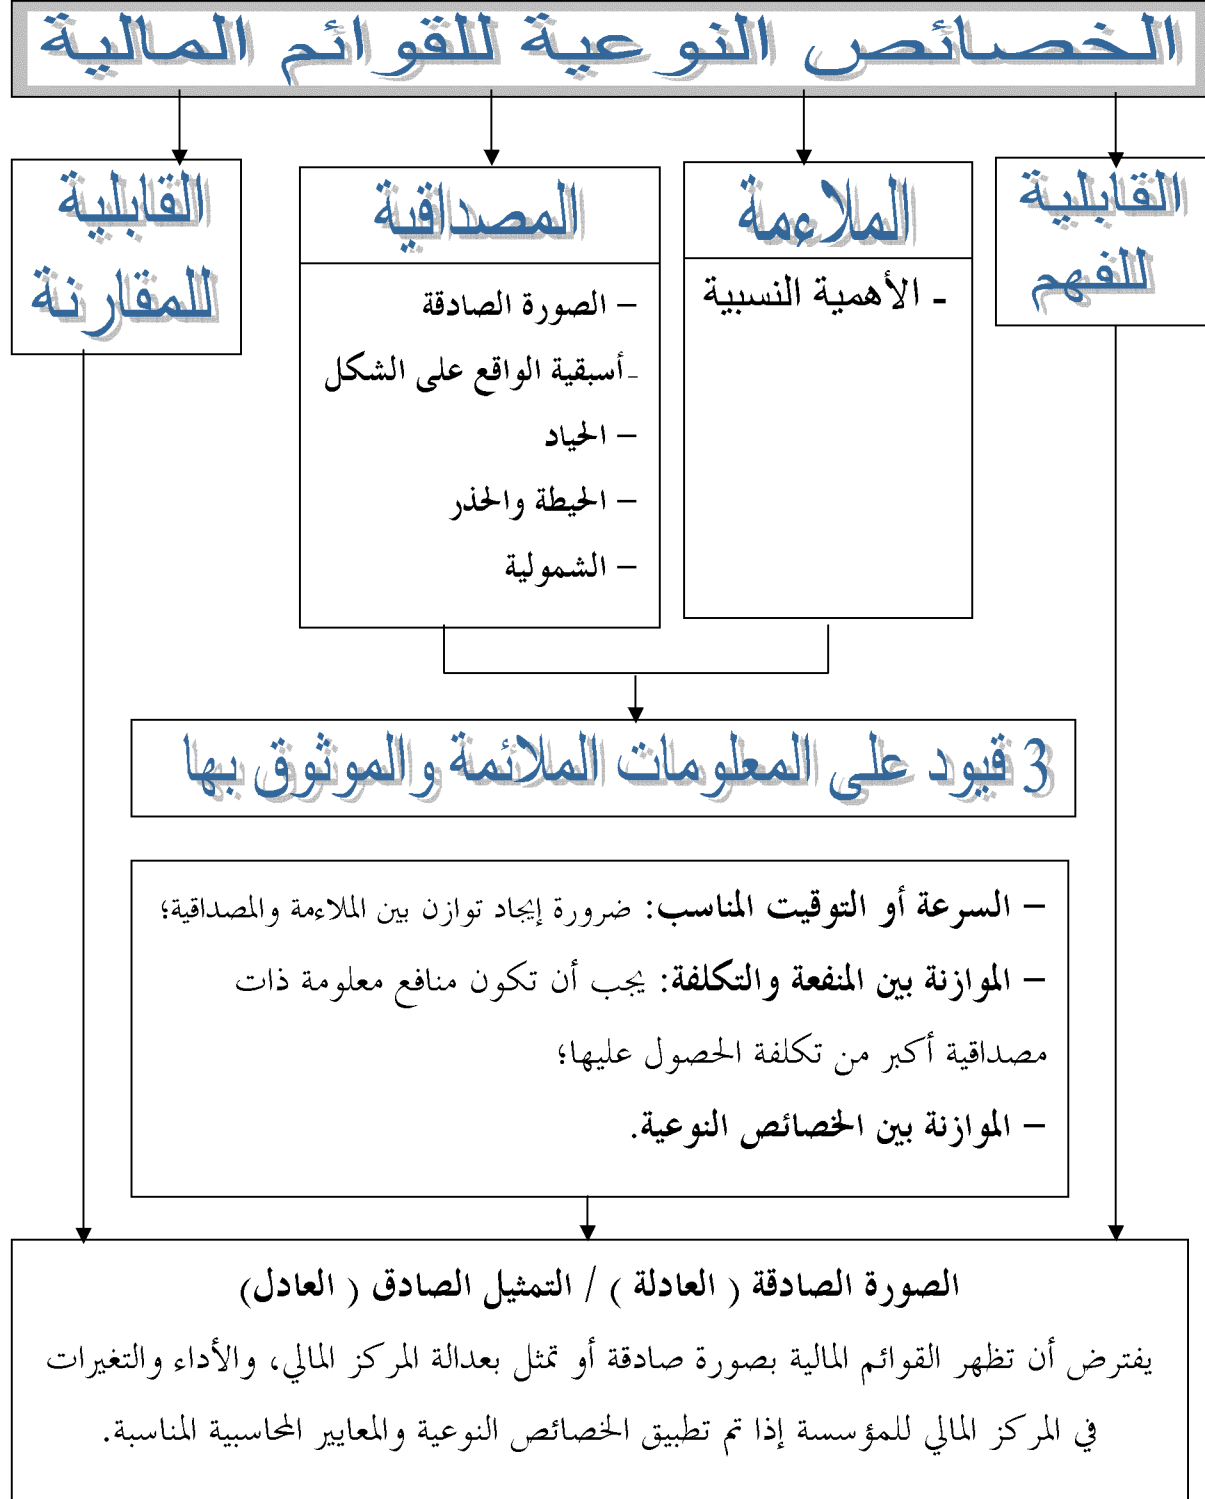 الخصائص النوعية للقوائم المالية
القابلية
للفهم
الملاءمة
- الأهمية النسبية
المصداقية
– الصورة الصادقة
-أسبقية الواقع على الشكل
– الحياد
– الحيطة والحذر
– الشمولية
القابلية
للمقارنة
3 قيود على المعلومات الملائمة والموثوق بها
– السرعة أو التوقيت المناسب: ضرورة إيجاد توازن بين الملاءمة والمصداقية؛
– الموازنة بين المنفعة والتكلفة: يجب أن تكون منافع معلومة ذات
مصداقية أكبر من تكلفة الحصول عليها؛
– الموازنة بين الخصائص النوعية.
الصورة الصادقة ( العادلة ) / التمثيل الصادق ( العادل)
يفترض أن تظهر القوائم المالية بصورة صادقة أو تمثل بعدالة المركز المالي، والأداء والتغيرات
في المركز المالي للمؤسسة إذا تم تطبيق الخصائص النوعية والمعايير المحاسبية المناسبة.